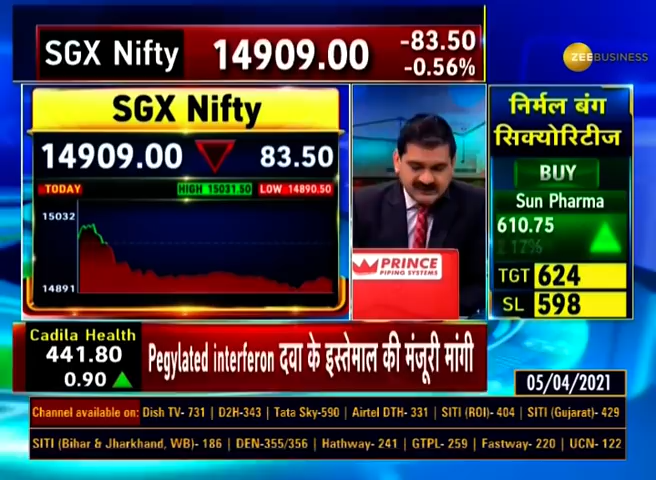 SGX Nifty 14909.00 -83.50
-0.56%
ZEE BUSINESS
SGX Nifty
14909.00 83.50
TODAY HIGH 15031.50 LOW 14890.50
15032
14891
PRINCE
PIPING SYSTEMS
निर्मल बंग
सिक्योरिटीज
BUY
Sun Pharma
610.75
TGT 624
SL 598
Cadila Health
441.80
0.90
Pegylated interferon दवा के इस्तेमाल की मंजूरी मांगी
05/04/2021
Channel available on: Dish TV- 731 | D2H-343 | Tata Sky-590 | Airtel DTH- 331 | SITI (ROI)- 404 | SITI (Gujarat)- 429
SITI (Bihar & Jharkhand, WB)- 186 | DEN-355/356 | Hathway- 241 | GTPL- 259 | Fastway- 220 | UCN- 122